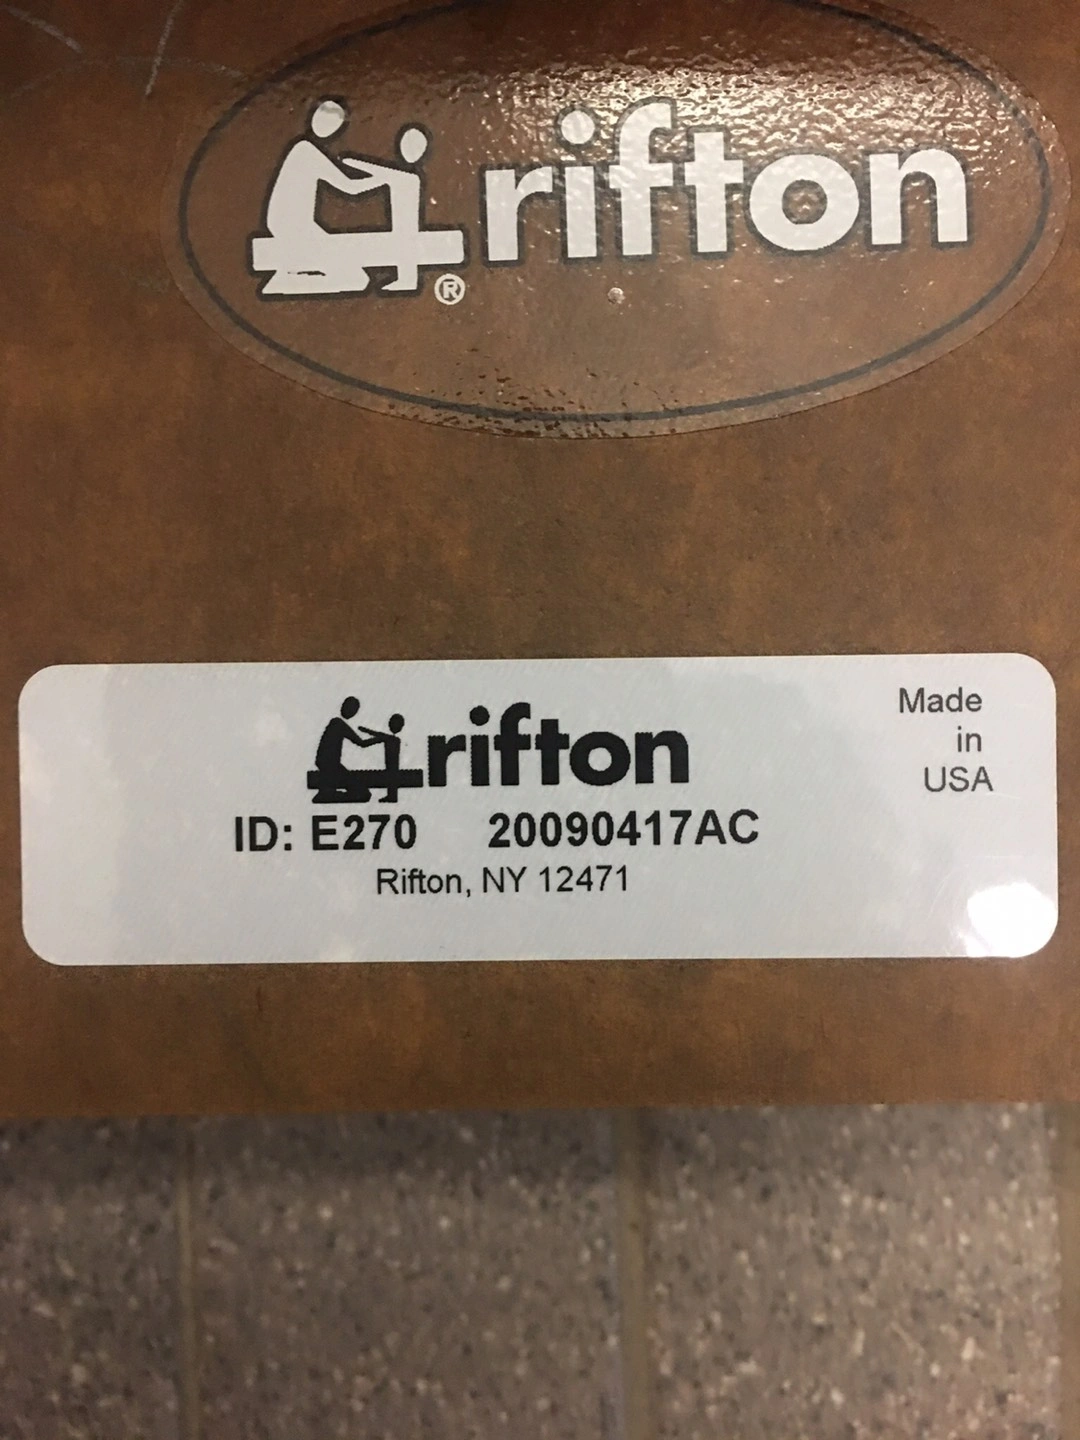 rifton
®
rifton
Made
in
USA
ID: E270 20090417AC
Rifton, NY 12471